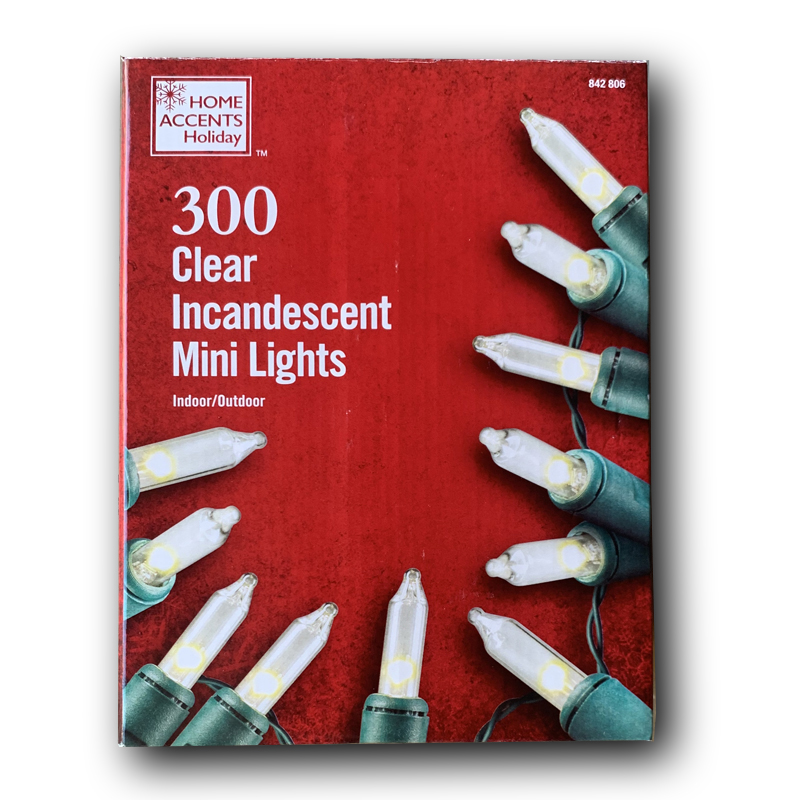 HOME
ACCENTS
Holiday
TM
842 806
300
Clear
Incandescent
Mini Lights
Indoor/Outdoor